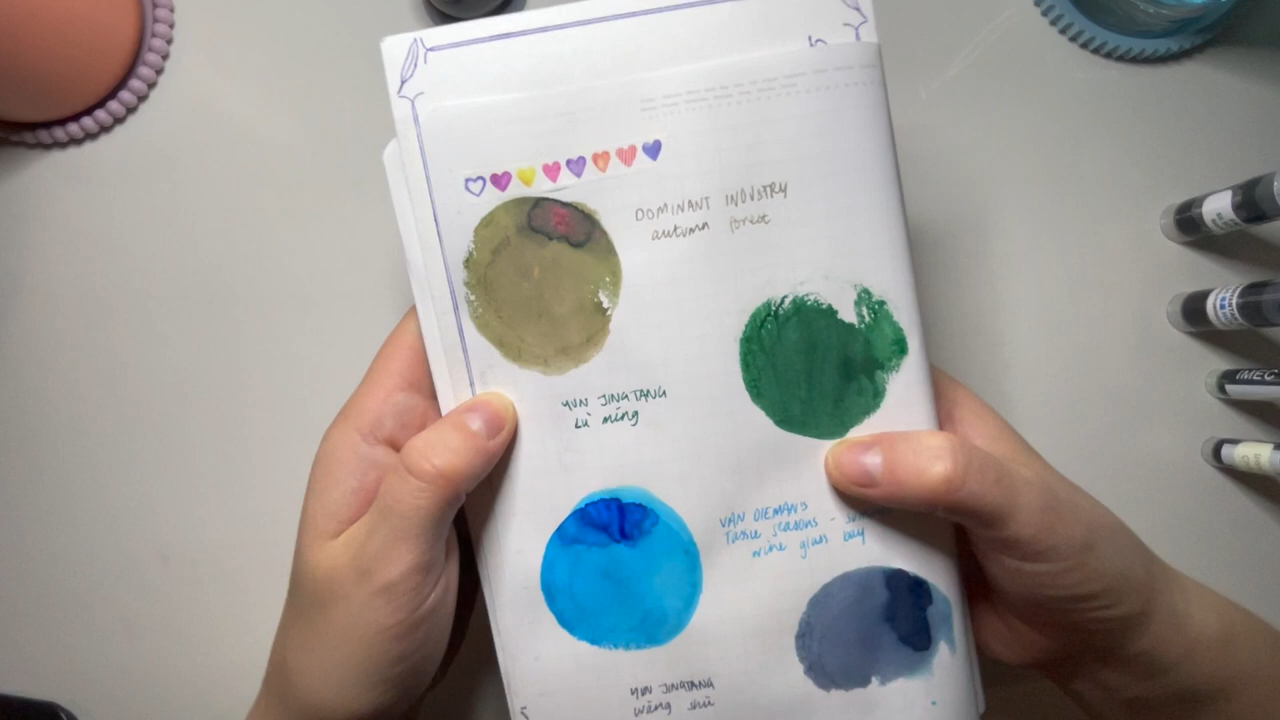 DOMINANT INDUSTRY
autumn forest
YUN JINGTANG
Lù míng
VAN DIEMAN'S
Tassie seasons -
wine glass bay
YUN JINGTANG
wàng shū
IMEC